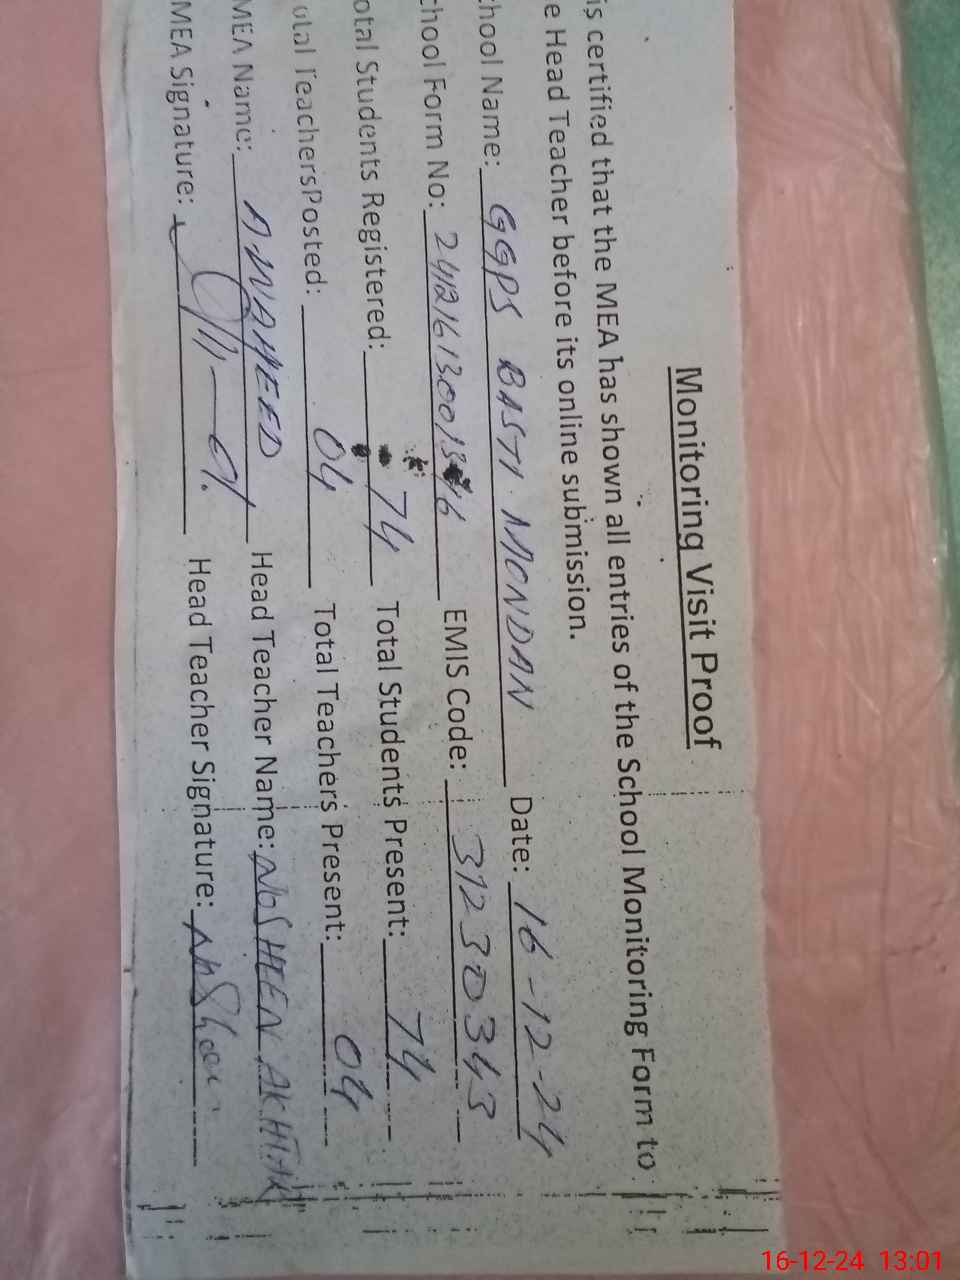 Monitoring Visit Proof
is certified that the MEA has shown all entries of the School Monitoring Form to
e Head Teacher before its online submission.
chool Name: GGPS BASTI MONDAN Date: 16-12-24
chool Form No: EMIS Code: 31230343
otal Students Registered: 74 Total Students Present: 74
otal TeachersPosted: 04 Total Teachers Present: 04
MEA Name: A WAHEED Head Teacher Name: NOSHEEN AKHTAR
MEA Signature: Head Teacher Signature:
16-12-24 13:01